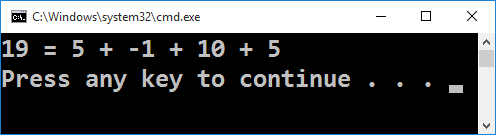 C:\Windows\system32\cmd.exe
19 = 5 + -1 + 10 + 5
Press any key to continue . . .